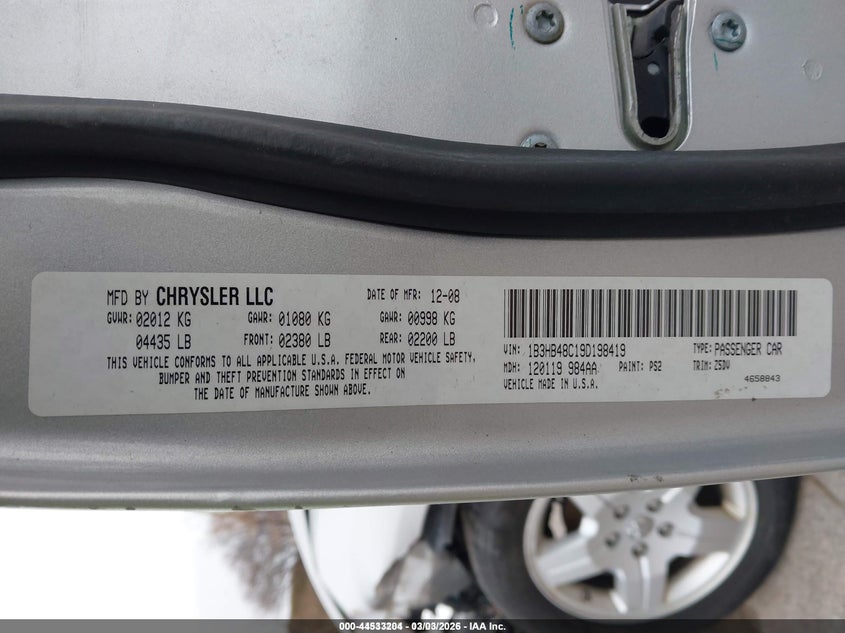 MFD BY CHRYSLER LLC DATE OF MFR: 12-08
GVWR: 02012 KG GAWR: 01080 KG GAWR: 00998 KG
04435 LB FRONT: 02380 LB REAR: 02200 LB
THIS VEHICLE CONFORMS TO ALL APPLICABLE U.S.A. FEDERAL MOTOR VEHICLE SAFETY,
BUMPER AND THEFT PREVENTION STANDARDS IN EFFECT ON
THE DATE OF MANUFACTURE SHOWN ABOVE.
VIN: 1B3HB48C19D198419 TYPE: PASSENGER CAR
MDH: 120119 984AA PAINT: PS2 TRIM: Z5DV
VEHICLE MADE IN U.S.A. 4658843
000-44533204 - 03/03/2026 - IAA Inc.